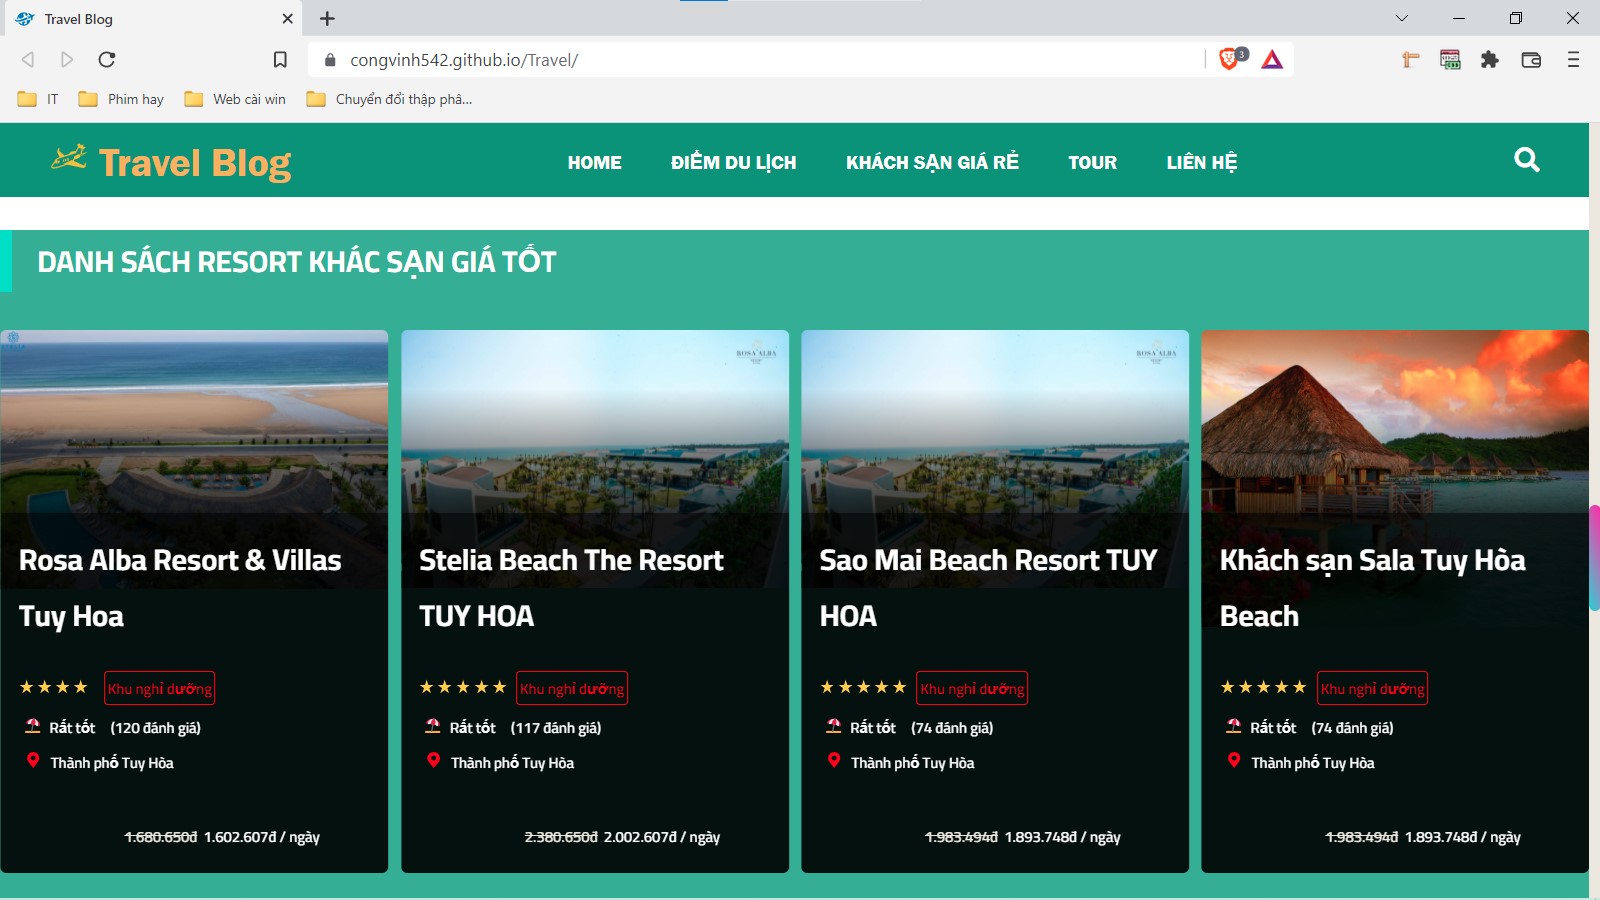 Travel Blog
congvinh542.github.io/Travel/
3
IT
Phim hay
Web cài win
Chuyển đổi thập phâ...
Travel Blog
HOME
ĐIỂM DU LỊCH
KHÁCH SẠN GIÁ RẺ
TOUR
LIÊN HỆ
DANH SÁCH RESORT KHÁC SẠN GIÁ TỐT
ROSA ALBA
ROSA ALBA
Rosa Alba Resort & Villas
Tuy Hoa
Khu nghỉ dưỡng
Rất tốt (120 đánh giá)
Thành phố Tuy Hòa
1.680.650đ 1.602.607đ / ngày
Stelia Beach The Resort
TUY HOA
Khu nghỉ dưỡng
Rất tốt (117 đánh giá)
Thành phố Tuy Hòa
2.380.650đ 2.002.607đ / ngày
Sao Mai Beach Resort TUY
HOA
Khu nghỉ dưỡng
Rất tốt (74 đánh giá)
Thành phố Tuy Hòa
1.983.494đ 1.893.748đ / ngày
Khách sạn Sala Tuy Hòa
Beach
Khu nghỉ dưỡng
Rất tốt (74 đánh giá)
Thành phố Tuy Hòa
1.983.494đ 1.893.748đ / ngày